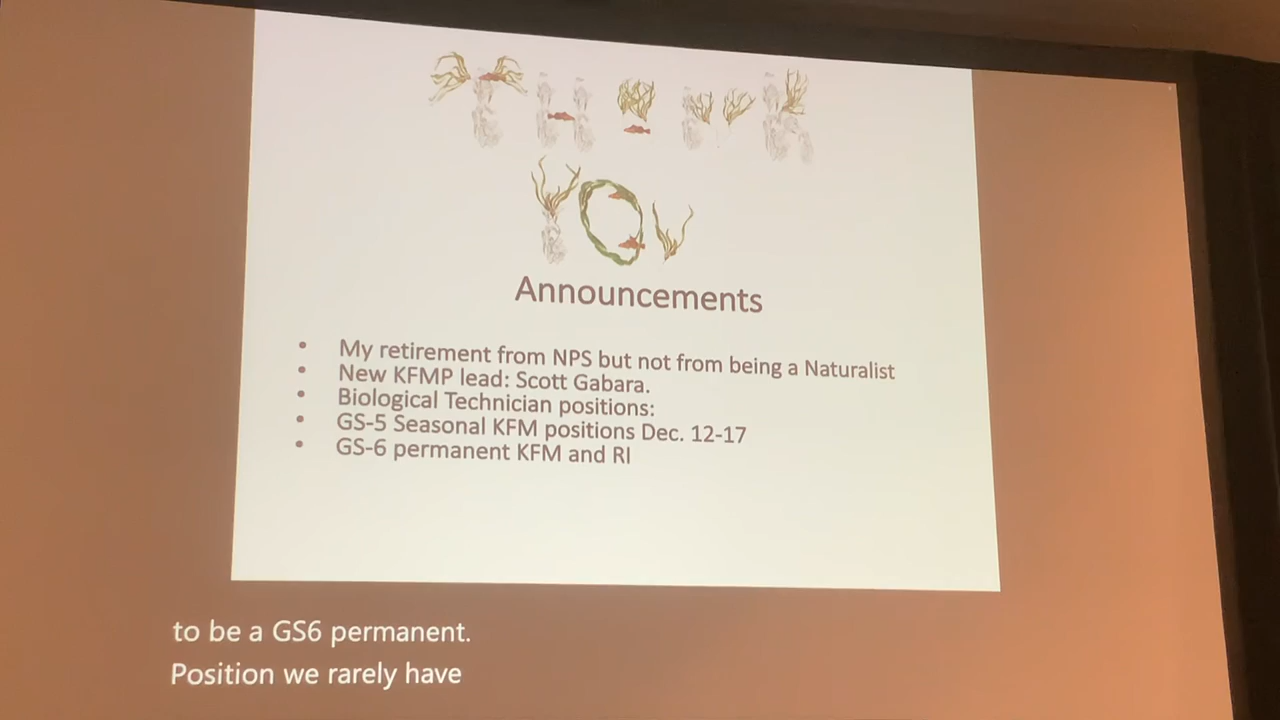 THANK
YOU
Announcements
• My retirement from NPS but not from being a Naturalist
• New KFMP lead: Scott Gabara.
• Biological Technician positions:
• GS-5 Seasonal KFM positions Dec. 12-17
• GS-6 permanent KFM and RI
to be a GS6 permanent.
Position we rarely have